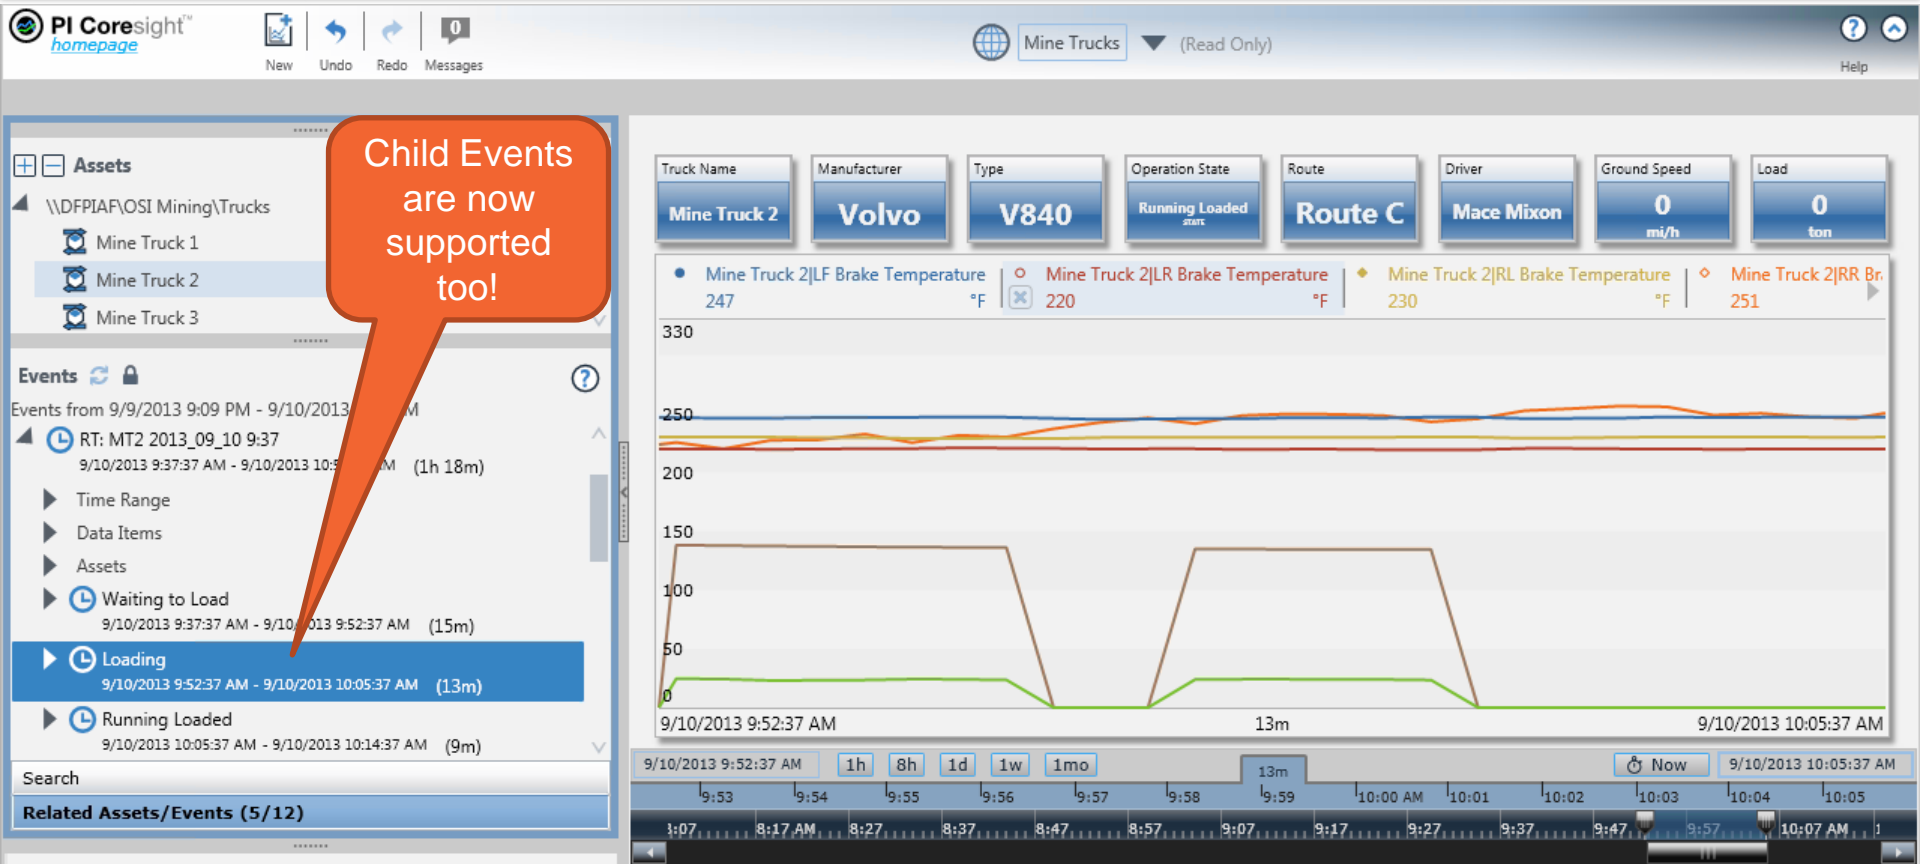 PI Coresight™
homepage
New
Undo
Redo
0
Messages
Mine Trucks
(Read Only)
?
Help
Assets
\\DFPIAF\OSI Mining\Trucks
Mine Truck 1
Mine Truck 2
Mine Truck 3
Child Events
are now
supported
too!
Events
?
Events from 9/9/2013 9:09 PM - 9/10/2013
RT: MT2 2013_09_10 9:37
9/10/2013 9:37:37 AM - 9/10/2013 (1h 18m)
Time Range
Data Items
Assets
Waiting to Load
9/10/2013 9:37:37 AM - 9/10/2013 9:52:37 AM (15m)
Loading
9/10/2013 9:52:37 AM - 9/10/2013 10:05:37 AM (13m)
Running Loaded
9/10/2013 10:05:37 AM - 9/10/2013 10:14:37 AM (9m)
Search
Related Assets/Events (5/12)
Truck Name
Mine Truck 2
Manufacturer
Volvo
Type
V840
Operation State
Running Loaded
STATE
Route
Route C
Driver
Mace Mixon
Ground Speed
0
mi/h
Load
0
ton
Mine Truck 2|LF Brake Temperature
247 °F
Mine Truck 2|LR Brake Temperature
220 °F
Mine Truck 2|RL Brake Temperature
230 °F
Mine Truck 2|RR Br
251
330
250
200
150
100
50
0
9/10/2013 9:52:37 AM 13m 9/10/2013 10:05:37 AM
9/10/2013 9:52:37 AM 1h 8h 1d 1w 1mo 13m Now 9/10/2013 10:05:37 AM
9:53 9:54 9:55 9:56 9:57 9:58 9:59 10:00 AM 10:01 10:02 10:03 10:04 10:05
:07 8:17 AM 8:27 8:37 8:47 8:57 9:07 9:17 9:27 9:37 9:47 9:57 10:07 AM